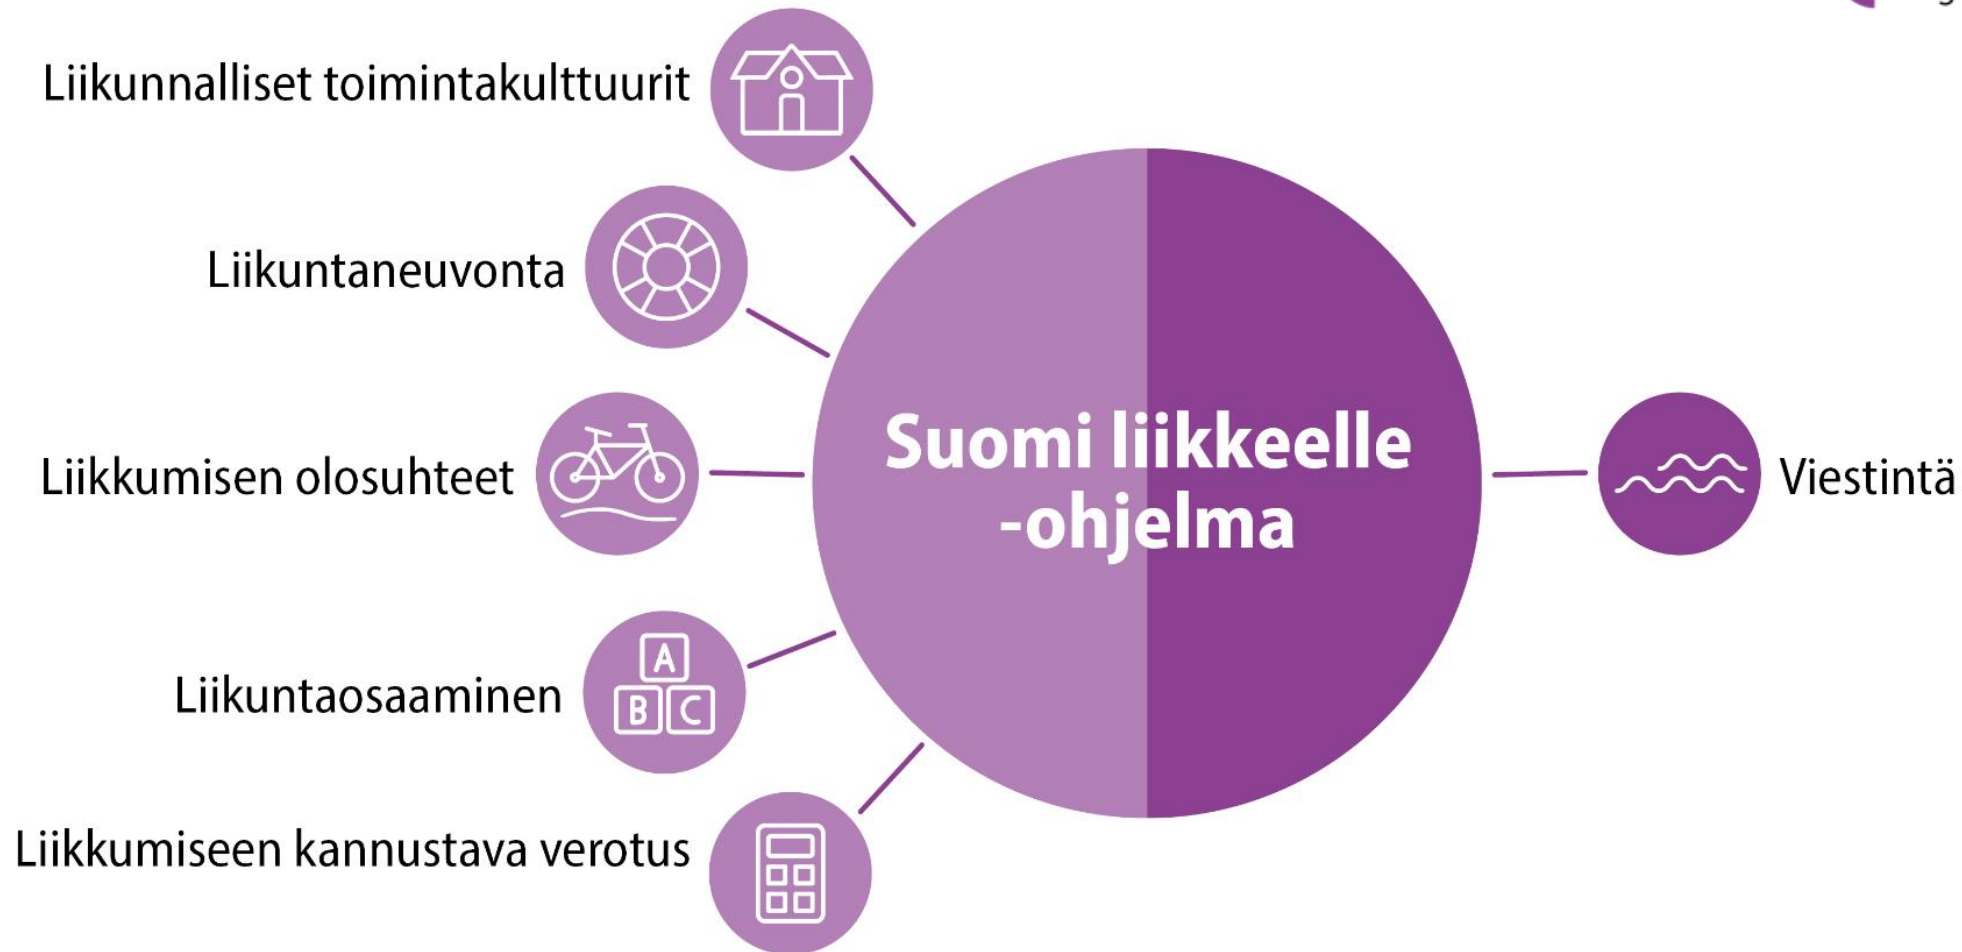 Liikunnalliset toimintakulttuurit
Liikuntaneuvonta
Liikkumisen olosuhteet
A
B C
Liikuntaosaaminen
Liikkumiseen kannustava verotus
Suomi liikkeelle
-ohjelma
Viestintä